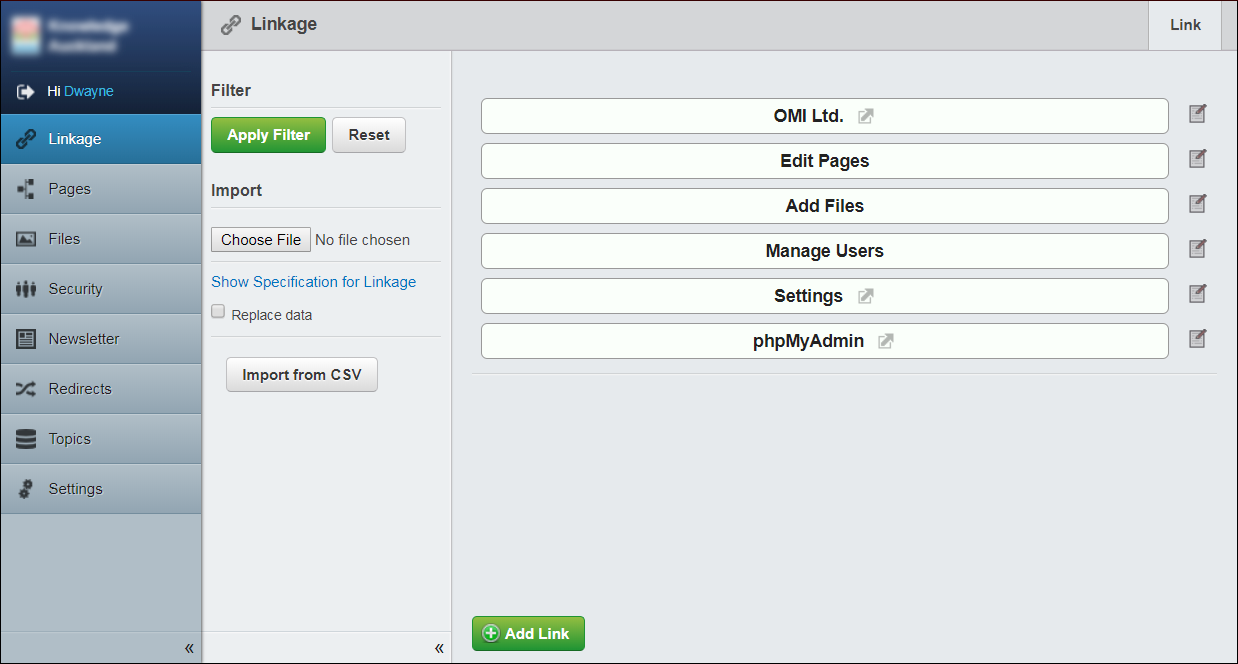 Hi Dwayne
Linkage
Pages
Files
Security
Newsletter
Redirects
Topics
Settings
«
Linkage
Link
Filter
Apply Filter
Reset
Import
Choose File No file chosen
Show Specification for Linkage
Replace data
Import from CSV
«
OMI Ltd.
Edit Pages
Add Files
Manage Users
Settings
phpMyAdmin
Add Link